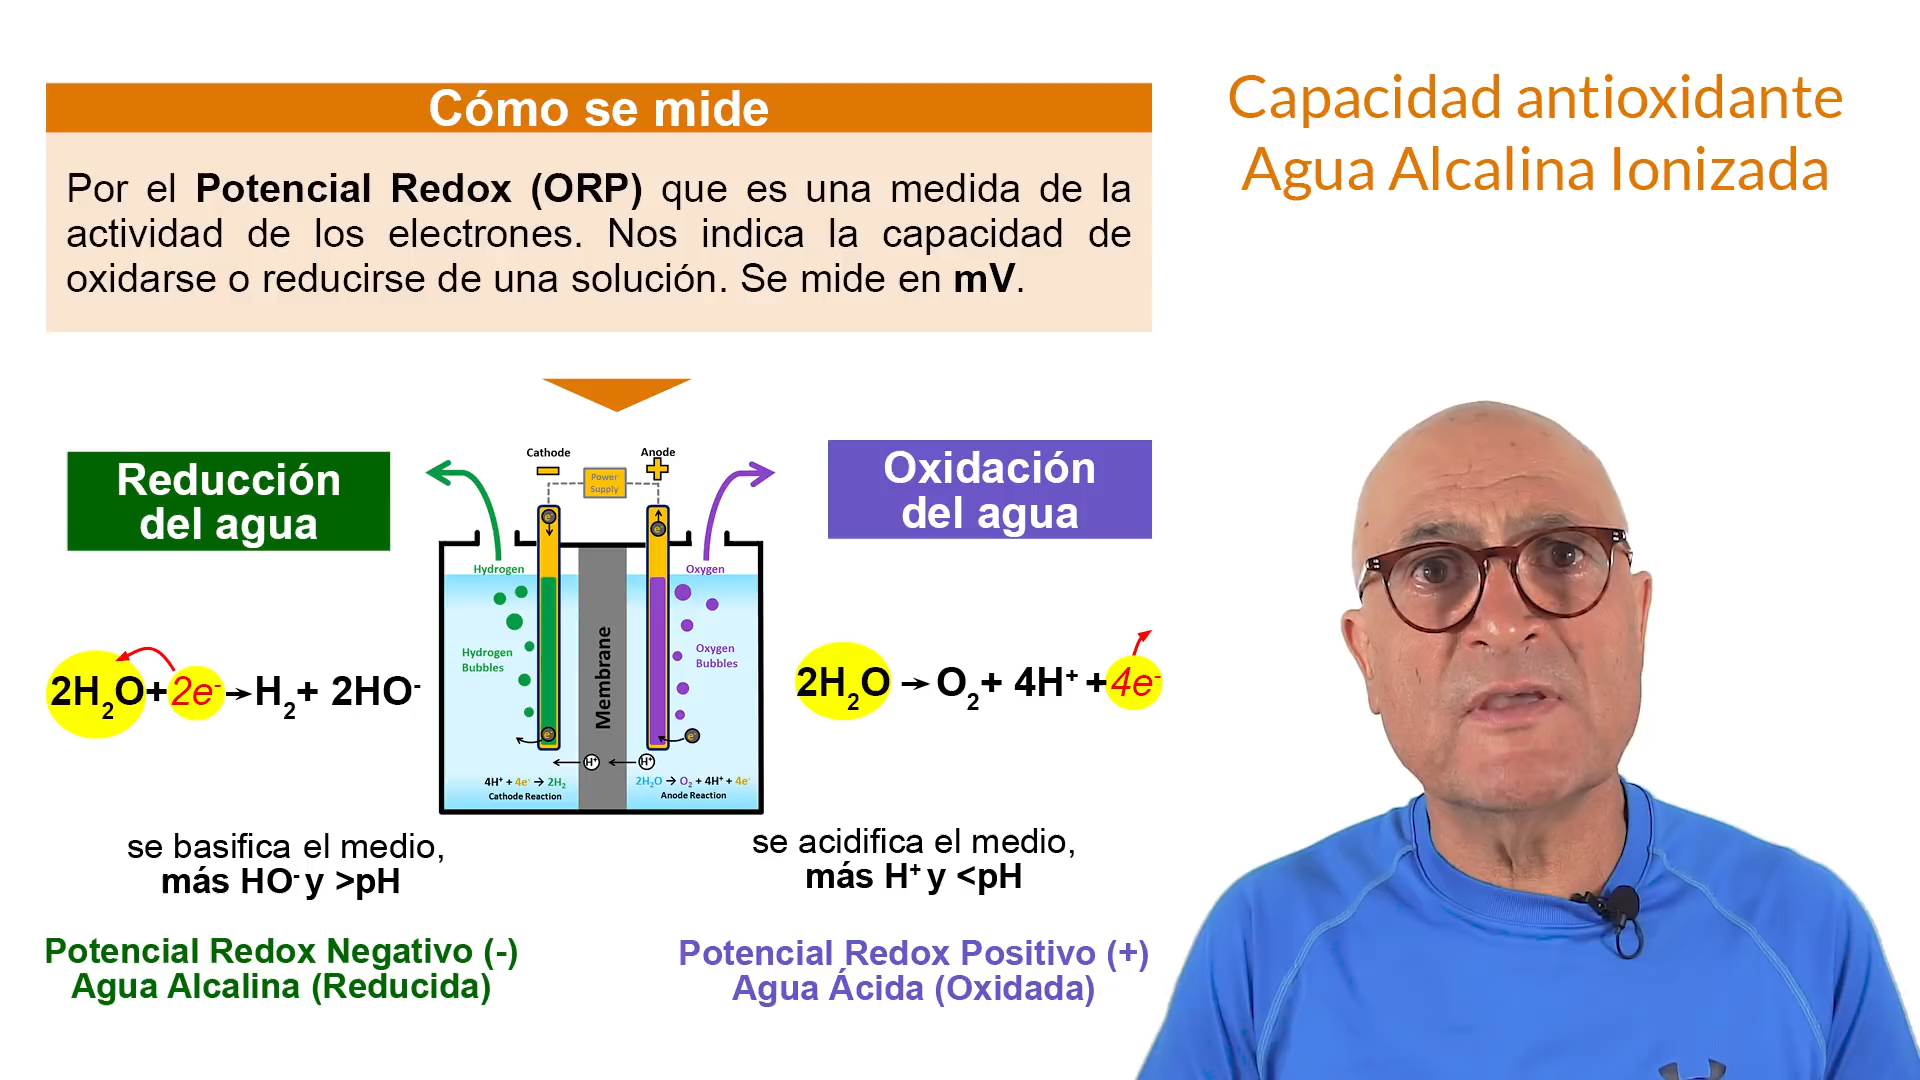 Cómo se mide
Por el Potencial Redox (ORP) que es una medida de la
actividad de los electrones. Nos indica la capacidad de
oxidarse o reducirse de una solución. Se mide en mV.
Capacidad antioxidante
Agua Alcalina Ionizada
Reducción
del agua
Cathode
Anode
Power
Supply
e⁻
e⁻
Hydrogen
Oxygen
Hydrogen
Bubbles
Membrane
Oxygen
Bubbles
e⁻
e⁻
H⁺
H⁺
4H⁺ + 4e⁻ → 2H₂
Cathode Reaction
2H₂O → O₂ + 4H⁺ + 4e⁻
Anode Reaction
Oxidación
del agua
2H₂O+2e⁻→H₂+ 2HO⁻
2H₂O → O₂+ 4H⁺ +4e⁻
se basifica el medio,
más HO⁻ y >pH
se acidifica el medio,
más H⁺ y <pH
Potencial Redox Negativo (-)
Agua Alcalina (Reducida)
Potencial Redox Positivo (+)
Agua Ácida (Oxidada)